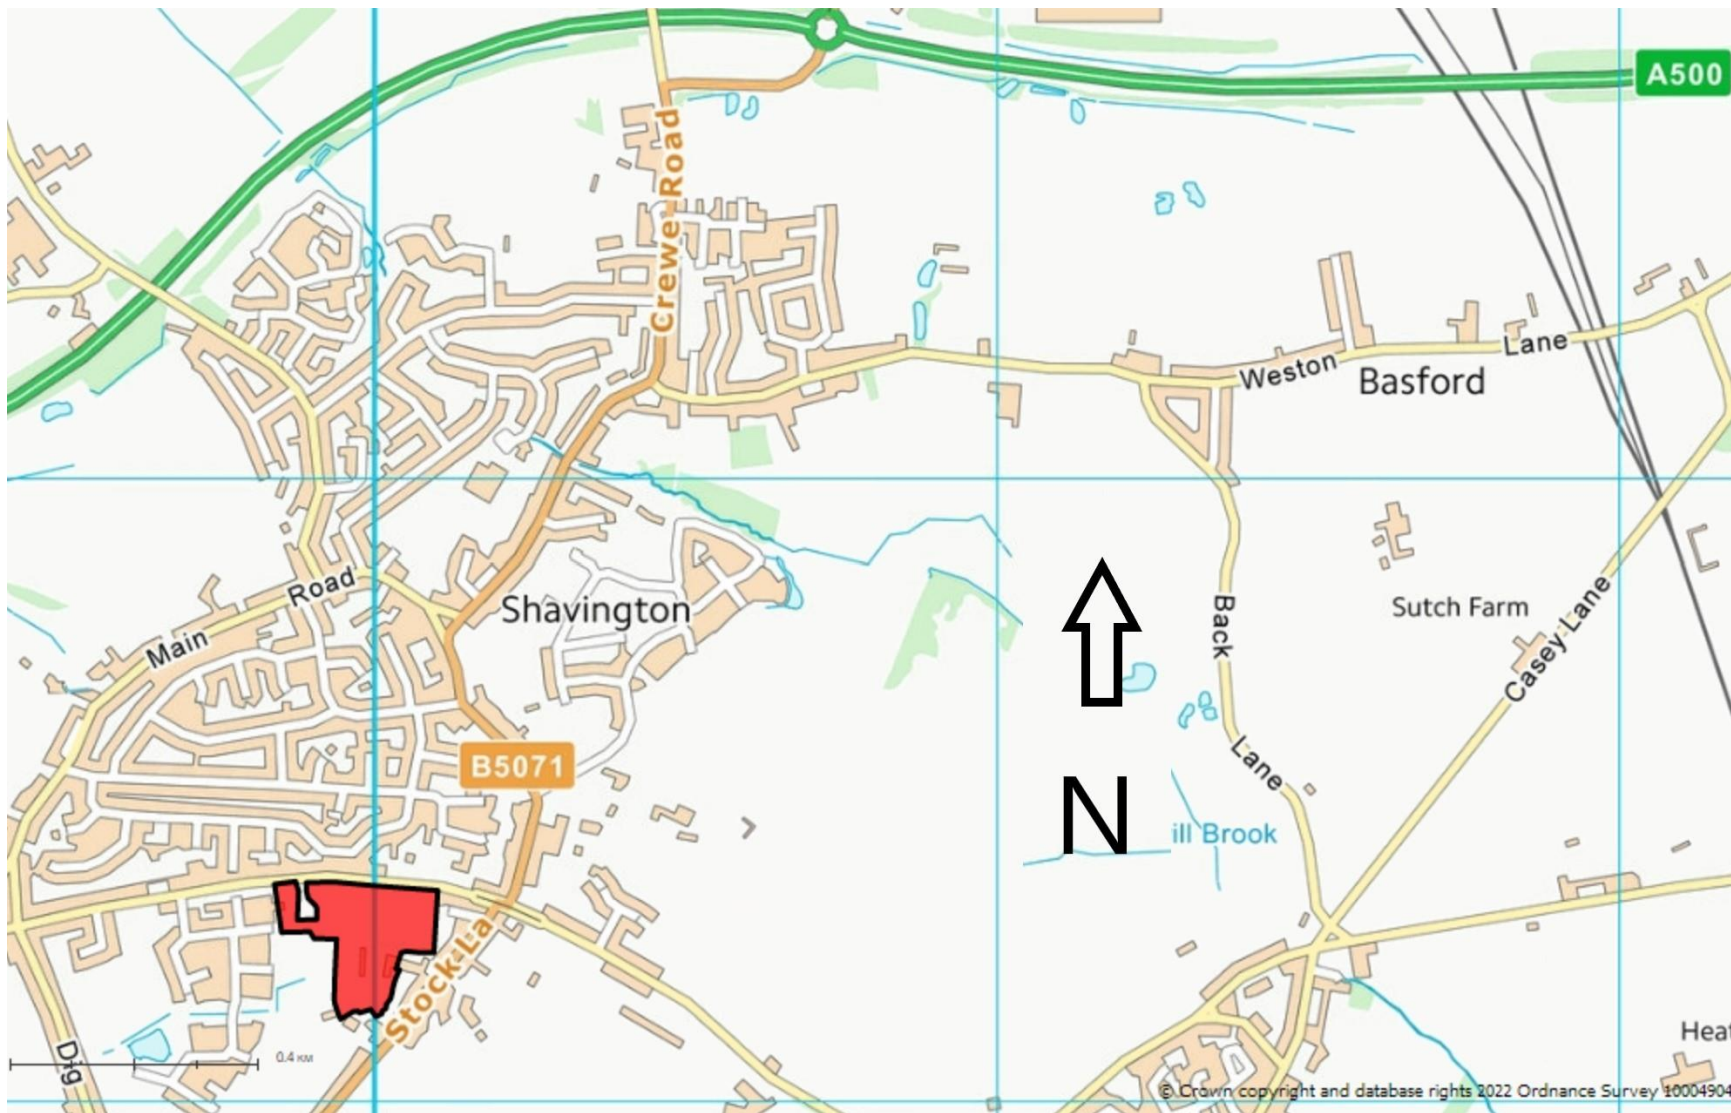 A500
Crewe Road
Weston
Lane
Basford
Road
Main
Shavington
Back
Sutch Farm
Casey Lane
B5071
Lane
N
ill Brook
Stock La
Dig
0.4 км
Heat
© Crown copyright and database rights 2022 Ordnance Survey 10004904